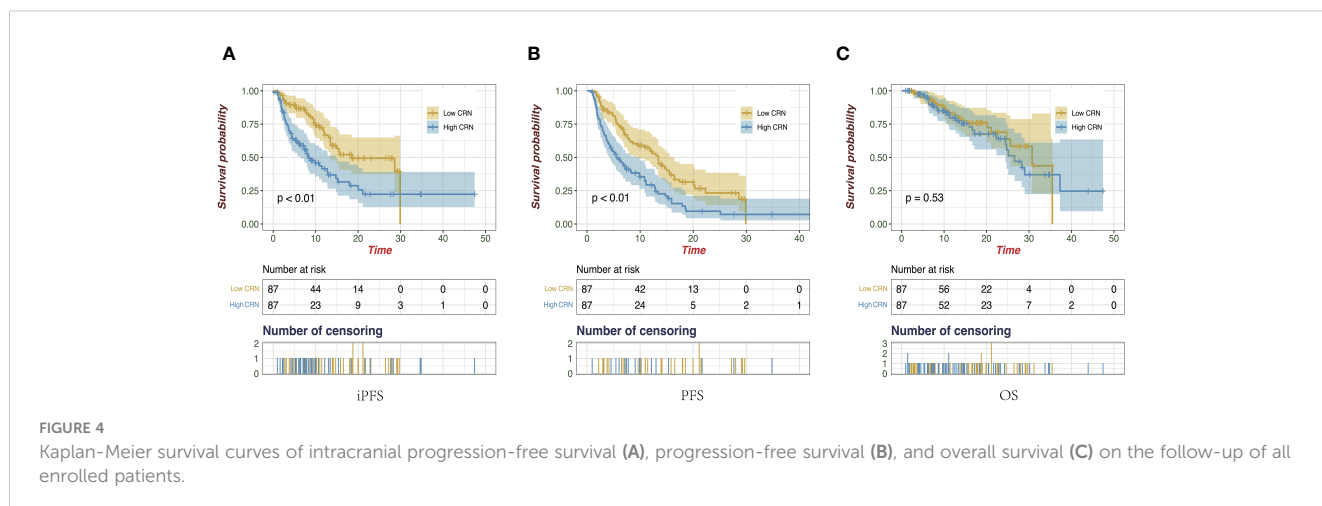 A
1.00
0.75
0.50
0.25
0.00
Survival probability
Low CRN
High CRN
p < 0.01
0 10 20 30 40 50
Time
Number at risk
Low CRN 87 44 14 0 0 0
High CRN 87 23 9 3 1 0
Number of censoring
2
1
0
iPFS
B
1.00
0.75
0.50
0.25
0.00
Survival probability
Low CRN
High CRN
p < 0.01
0 10 20 30 40
Time
Number at risk
Low CRN 87 42 13 0 0
High CRN 87 24 5 2 1
Number of censoring
2
1
0
PFS
C
1.00
0.75
0.50
0.25
0.00
Survival probability
Low CRN
High CRN
p = 0.53
0 10 20 30 40 50
Time
Number at risk
Low CRN 87 56 22 4 0 0
High CRN 87 52 23 7 2 0
Number of censoring
3
2
1
0
OS
FIGURE 4
Kaplan-Meier survival curves of intracranial progression-free survival (A), progression-free survival (B), and overall survival (C) on the follow-up of all
enrolled patients.